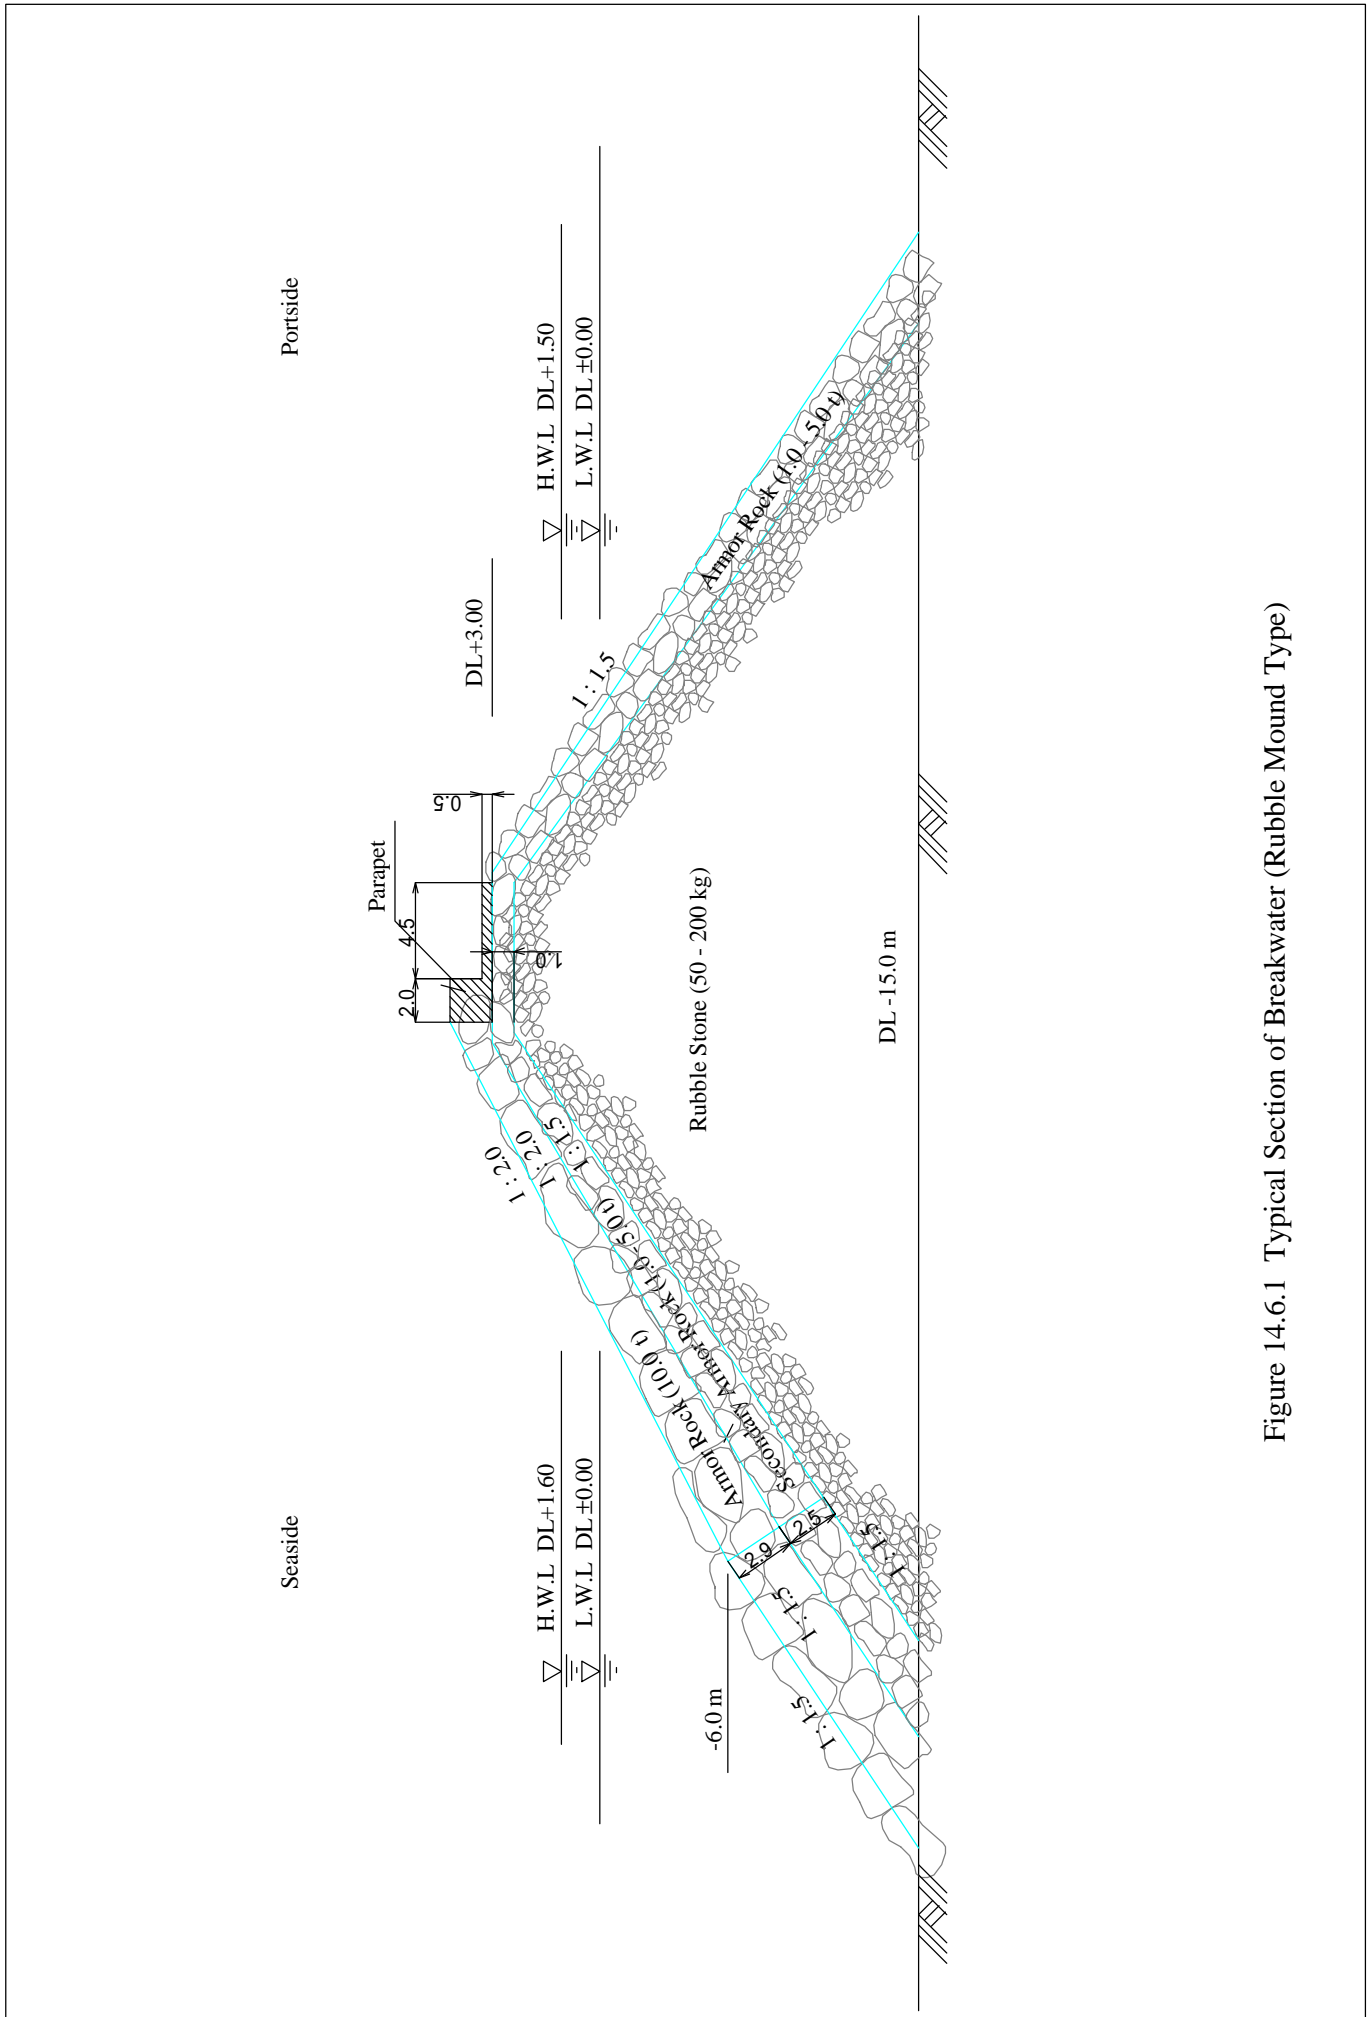 Seaside
Portside
Parapet
2.0
4.5
0.5
1.0
DL+3.00
H.W.L DL+1.60
L.W.L DL±0.00
H.W.L DL+1.50
L.W.L DL±0.00
1 : 2.0
1 : 2.0
1 : 1.5
1 : 1.5
Armor Rock (10.0 t)
Secondary Armor Rock (1.0 - 5.0 t)
Armor Rock (1.0 - 5.0 t)
Rubble Stone (50 - 200 kg)
-6.0 m
2.9
2.5
1 : 1.5
1 : 1.5
1 : 1.5
DL -15.0 m
Figure 14.6.1 Typical Section of Breakwater (Rubble Mound Type)